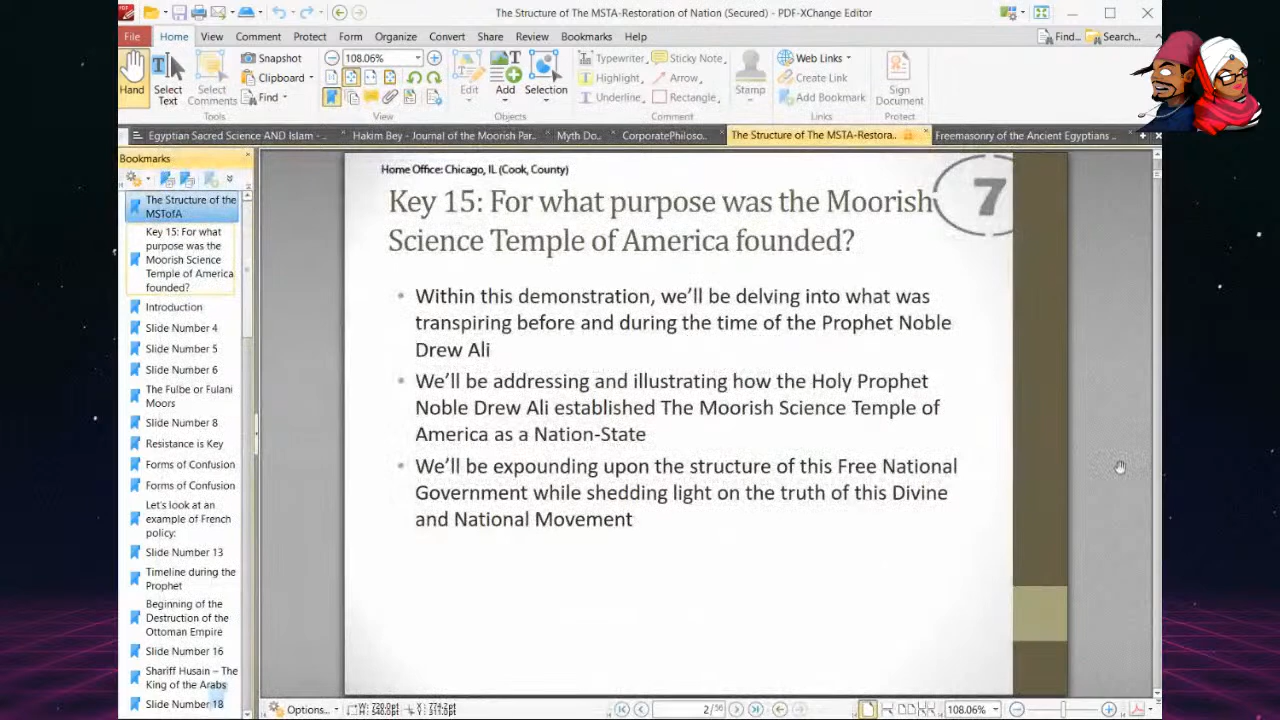 The Structure of The MSTA-Restoration of Nation (Secured) - PDF-XChange Editor
File Home View Comment Protect Form Organize Convert Share Review Bookmarks Help
Find... Search...
Hand
Select Text
Select Comments
Snapshot
Clipboard
Find
Tools
108.06%
View
Edit
Add
Selection
Objects
Typewriter
Highlight
Underline
Sticky Note
Arrow
Rectangle
Stamp
Comment
Web Links
Create Link
Add Bookmark
Links
Sign Document
Protect
Egyptian Sacred Science AND Islam - ...
Hakim Bey - Journal of the Moorish Par...
Myth Do...
CorporatePhiloso...
The Structure of The MSTA-Restora...
Freemasonry of the Ancient Egyptians ...
Bookmarks
The Structure of the
MSTofA
Key 15: For what
purpose was the
Moorish Science
Temple of America
founded?
Introduction
Slide Number 4
Slide Number 5
Slide Number 6
The Fulbe or Fulani
Moors
Slide Number 8
Resistance is Key
Forms of Confusion
Forms of Confusion
Let's look at an
example of French
policy:
Slide Number 13
Timeline during the
Prophet
Beginning of the
Destruction of the
Ottoman Empire
Slide Number 16
Shariff Husain – The
King of the Arabs
Slide Number 18
Home Office: Chicago, IL (Cook, County)
7
Key 15: For what purpose was the Moorish
Science Temple of America founded?
• Within this demonstration, we'll be delving into what was
transpiring before and during the time of the Prophet Noble
Drew Ali
• We'll be addressing and illustrating how the Holy Prophet
Noble Drew Ali established The Moorish Science Temple of
America as a Nation-State
• We'll be expounding upon the structure of this Free National
Government while shedding light on the truth of this Divine
and National Movement
Options...
2/56
108.06%